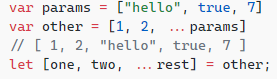 var params = ["hello", true, 7]
var other = [1, 2, ...params]
// [ 1, 2, "hello", true, 7 ]
let [one, two, ...rest] = other;